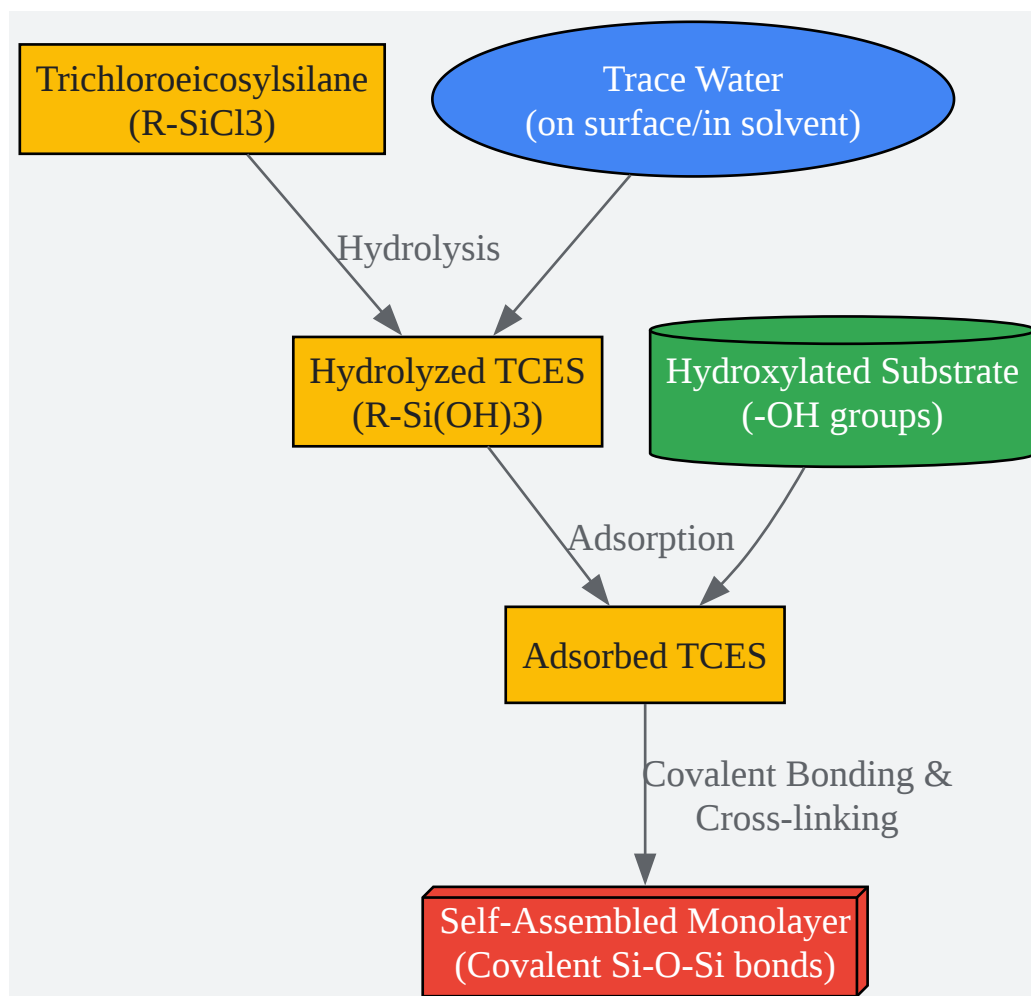 Trichloroeicosylsilane
(R-SiCl3)
Trace Water
(on surface/in solvent)
Hydrolysis
Hydrolyzed TCES
(R-Si(OH)3)
Hydroxylated Substrate
(-OH groups)
Adsorption
Adsorbed TCES
Covalent Bonding &
Cross-linking
Self-Assembled Monolayer
(Covalent Si-O-Si bonds)